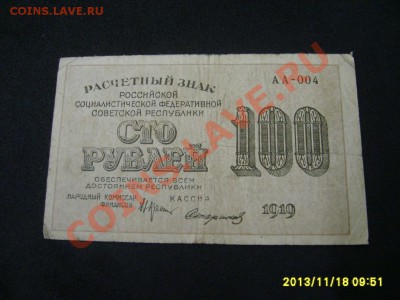 COINS.LAVE.RU
РАСЧЕТНЫЙ ЗНАК
АА-004
РОССИЙСКОЙ
СОЦИАЛИСТИЧЕСКОЙ ФЕДЕРАТИВНОЙ
СОВЕТСКОЙ РЕСПУБЛИКИ
СТО
РУБЛЕЙ
100
ОБЕСПЕЧИВАЕТСЯ ВСЕМ
ДОСТОЯНИЕМ РЕСПУБЛИКИ
НАРОДНЫЙ КОМИССАР
ФИНАНСОВ
КАССИР
1919
COINS.LAVE.RU
2013/11/18 09:51